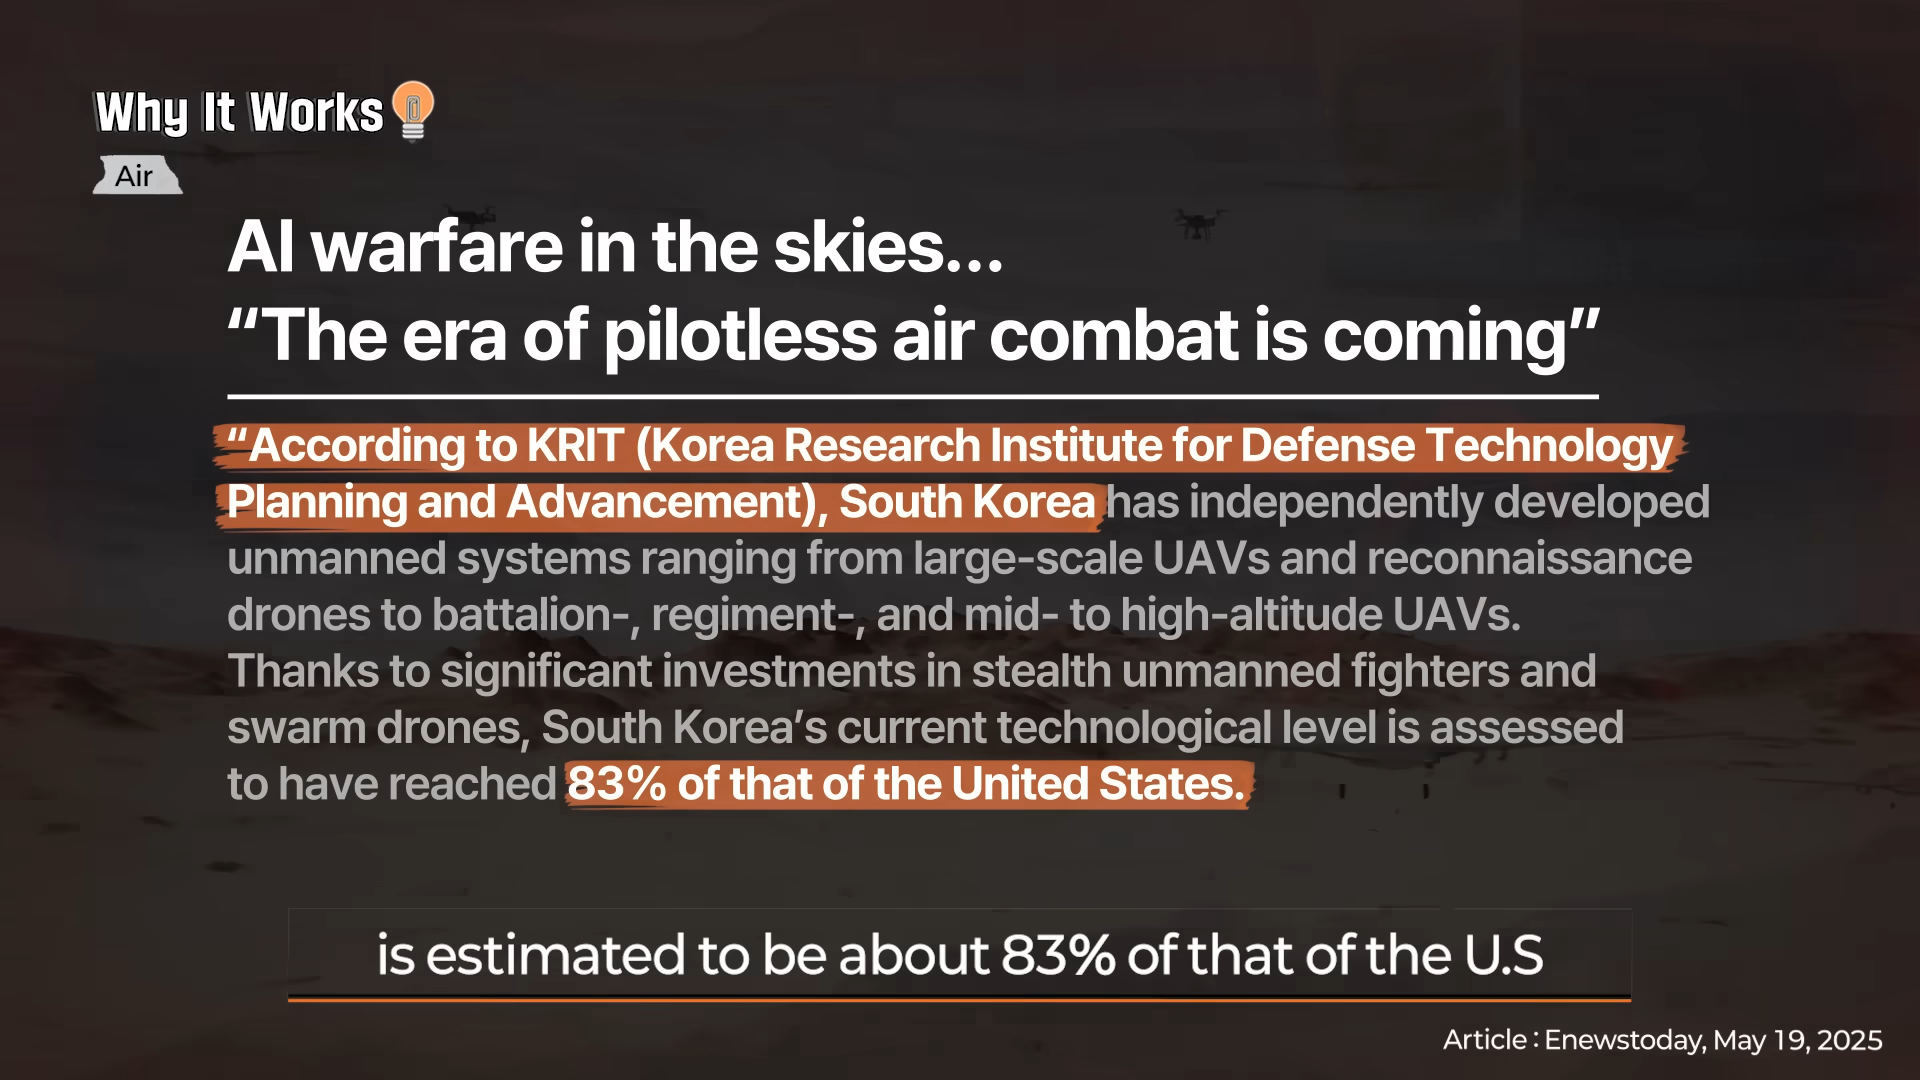 Why It Works
Air
AI warfare in the skies...
“The era of pilotless air combat is coming”
“According to KRIT (Korea Research Institute for Defense Technology
Planning and Advancement), South Korea has independently developed
unmanned systems ranging from large-scale UAVs and reconnaissance
drones to battalion-, regiment-, and mid- to high-altitude UAVs.
Thanks to significant investments in stealth unmanned fighters and
swarm drones, South Korea’s current technological level is assessed
to have reached 83% of that of the United States.
is estimated to be about 83% of that of the U.S
Article : Enewstoday, May 19, 2025